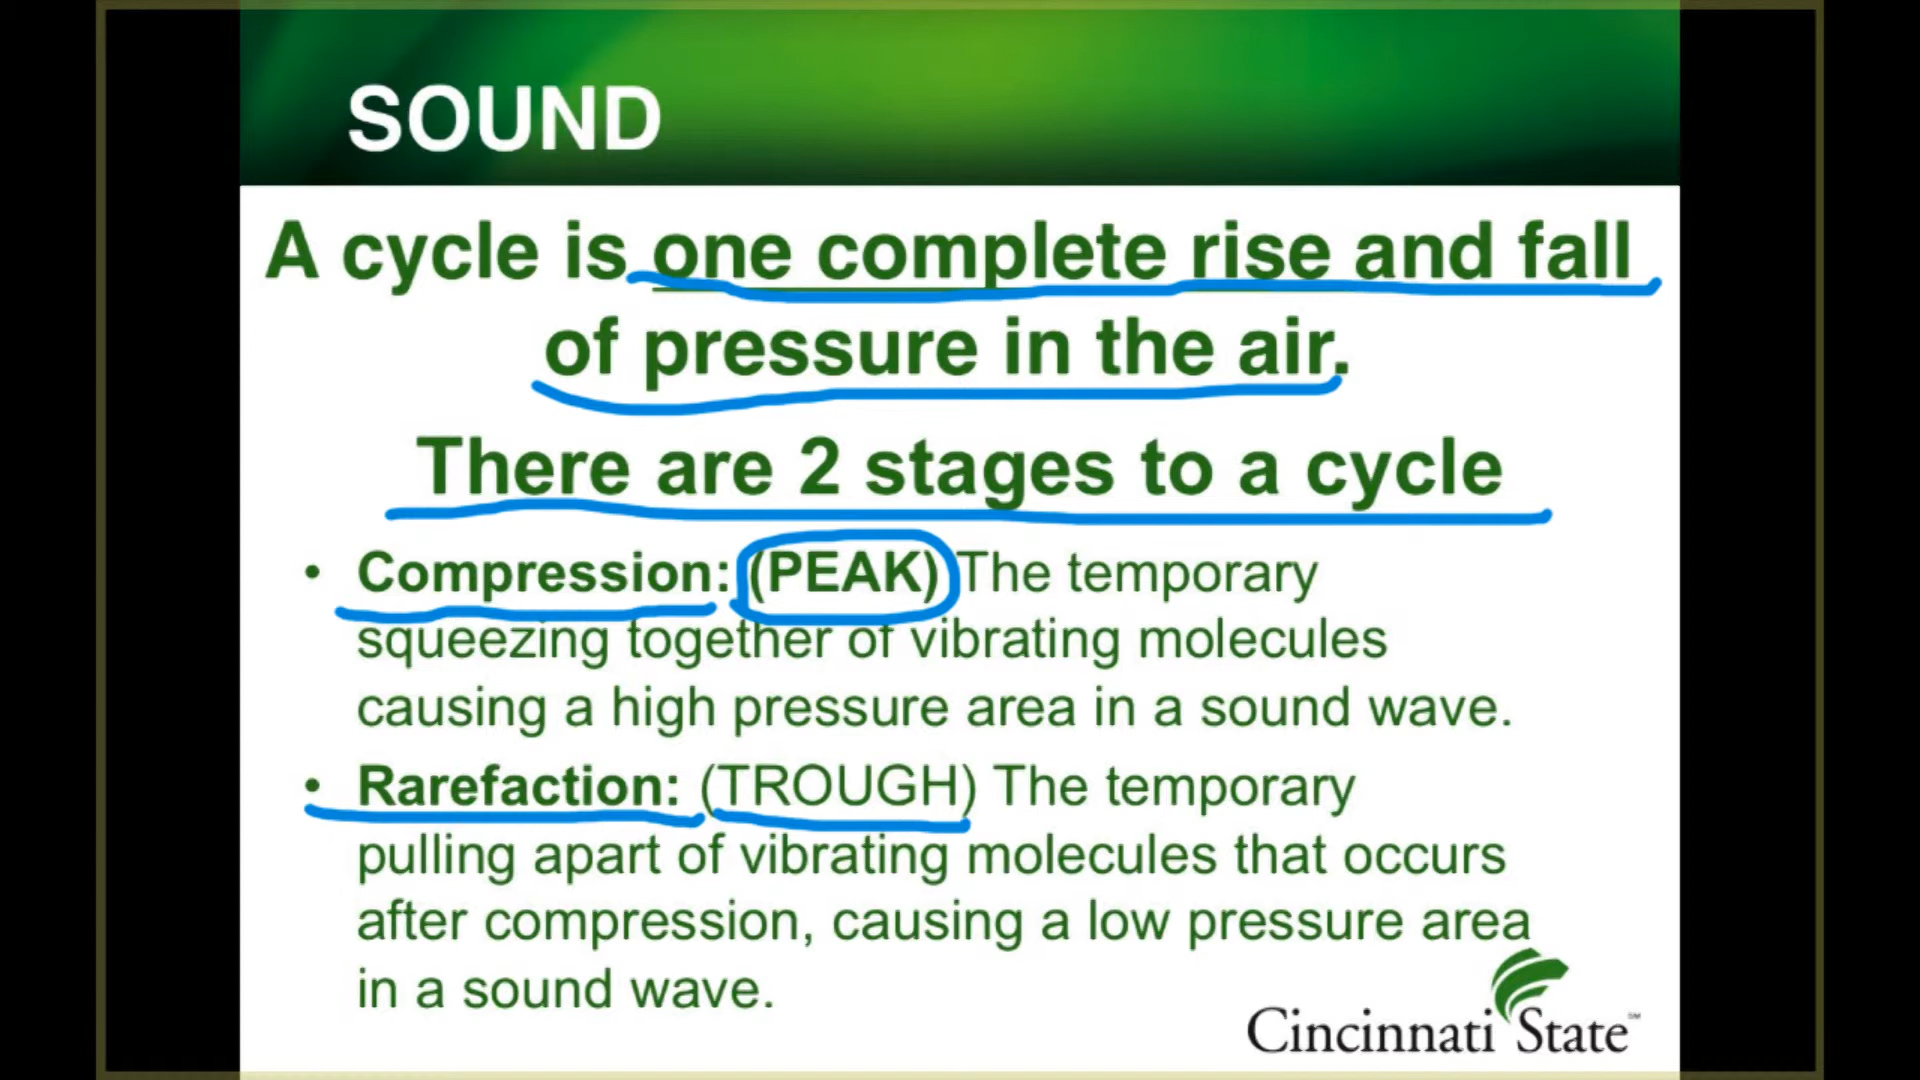 SOUND
A cycle is one complete rise and fall
of pressure in the air.
There are 2 stages to a cycle
• Compression: (PEAK) The temporary
squeezing together of vibrating molecules
causing a high pressure area in a sound wave.
• Rarefaction: (TROUGH) The temporary
pulling apart of vibrating molecules that occurs
after compression, causing a low pressure area
in a sound wave.
Cincinnati State℠